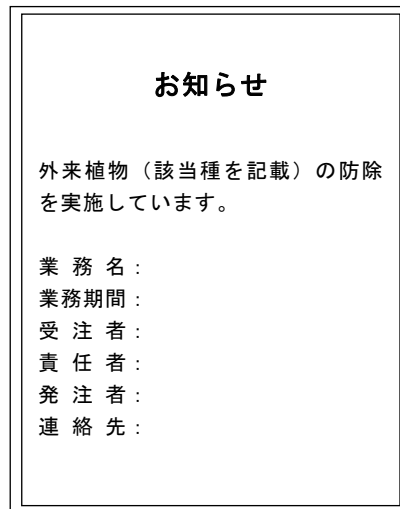 お知らせ
外来植物（該当種を記載）の防除
を実施しています。
業 務 名：
業務期間：
受 注 者：
責 任 者：
発 注 者：
連 絡 先：